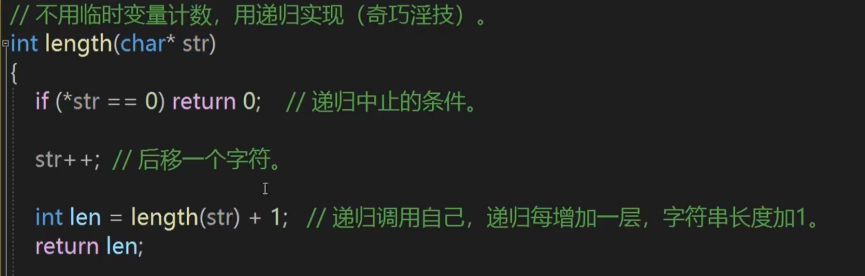 // 不用临时变量计数，用递归实现（奇巧淫技）。
int length(char* str)
{
if (*str == 0) return 0; // 递归中止的条件。
str++; // 后移一个字符。
int len = length(str) + 1; // 递归调用自己，递归每增加一层，字符串长度加1。
return len;